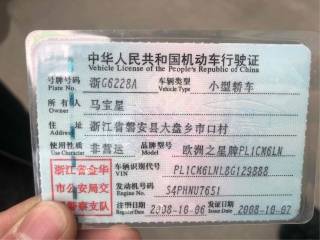 中华人民共和国机动车行驶证
Vehicle License of the People's Republic of China
号牌号码 浙G6228A 车辆类型 小型轿车
Plate No. Vehicle Type
所有人 马宝星
Owner
住址 浙江省磐安县大盘乡市口村
Address
使用性质 非营运 品牌型号 欧洲之星牌PL1CM6LN
Use Character Model
浙江省金华
市公安局交
警察支队
车辆识别代号 PL1CM6LNL8G129888
VIN
发动机号码 S4PHNU7651
Engine No.
注册日期 2008-10-06 发证日期 2008-10-07
Register Date Issue Date